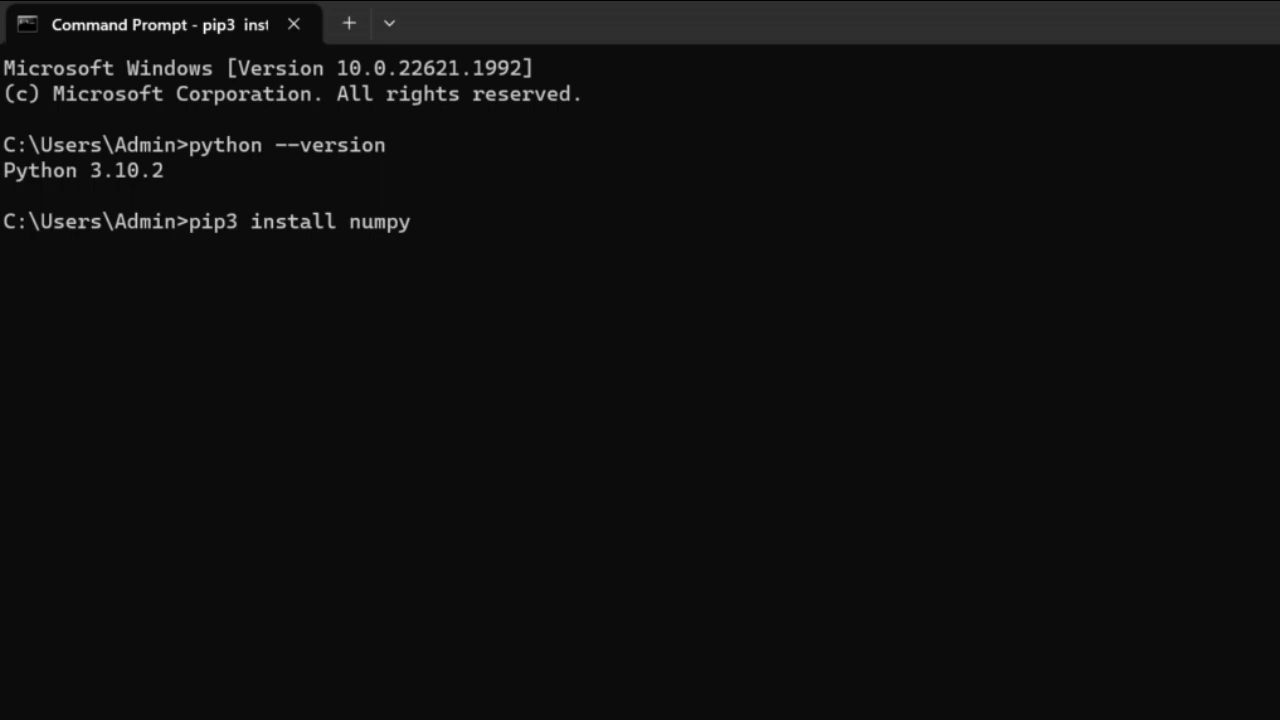 Command Prompt - pip3 inst
Microsoft Windows [Version 10.0.22621.1992]
(c) Microsoft Corporation. All rights reserved.
C:\Users\Admin>python --version
Python 3.10.2
C:\Users\Admin>pip3 install numpy